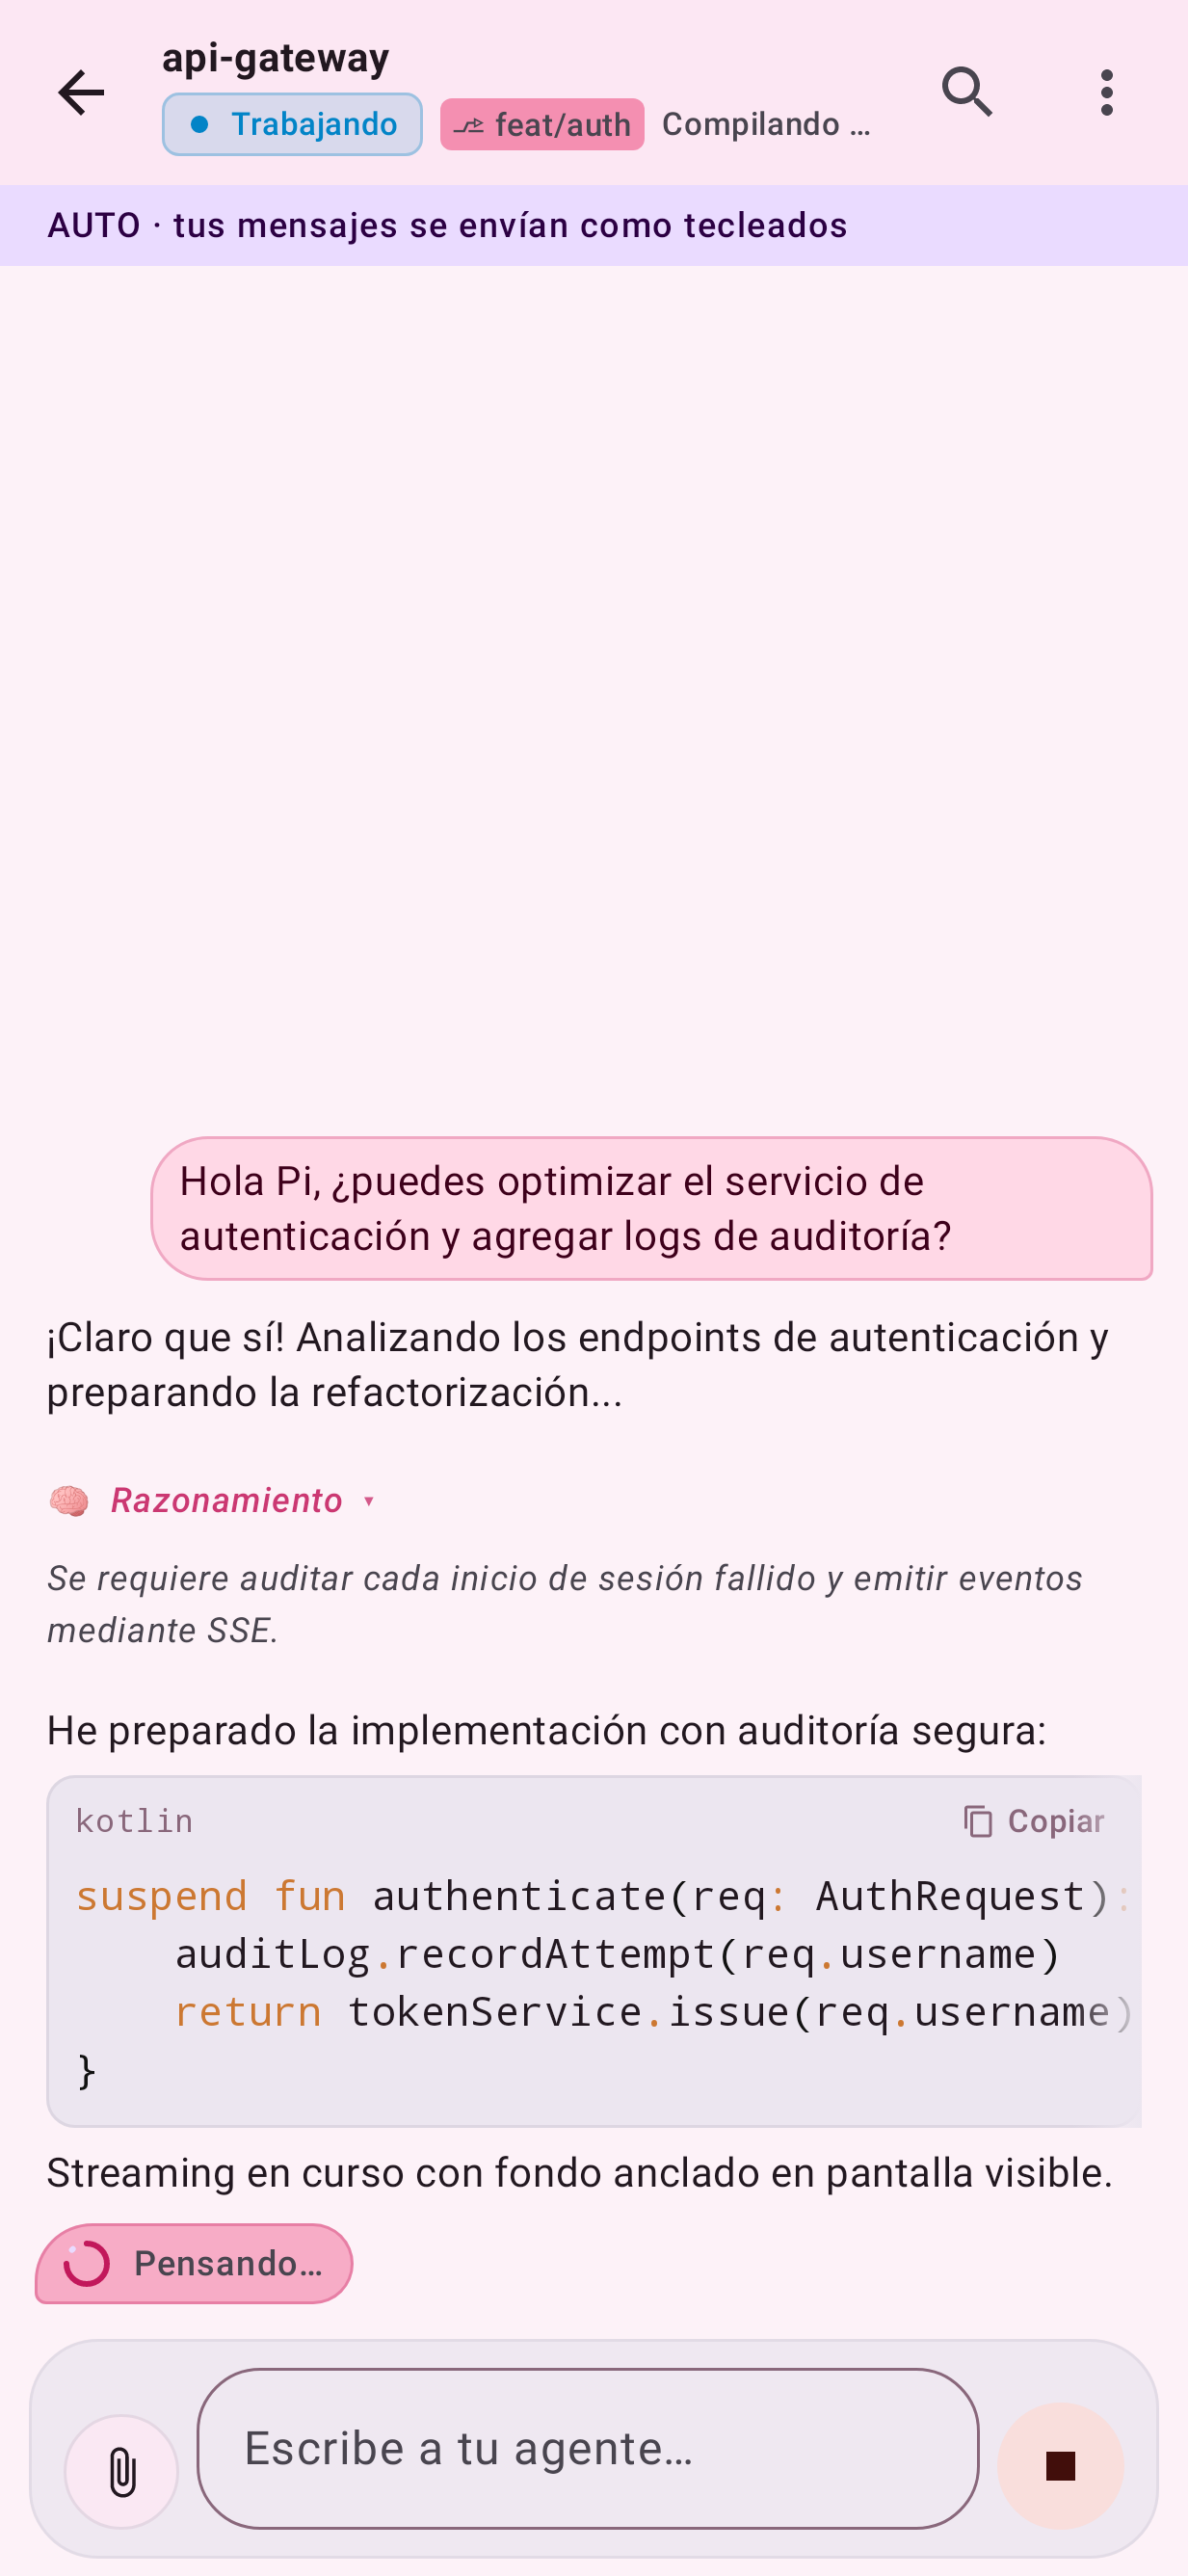 api-gateway
Trabajando feat/auth Compilando ...
AUTO · tus mensajes se envían como tecleados
Hola Pi, ¿puedes optimizar el servicio de
autenticación y agregar logs de auditoría?
¡Claro que sí! Analizando los endpoints de autenticación y
preparando la refactorización...
🧠 Razonamiento ▾
Se requiere auditar cada inicio de sesión fallido y emitir eventos
mediante SSE.
He preparado la implementación con auditoría segura:
kotlin Copiar
suspend fun authenticate(req: AuthRequest):
    auditLog.recordAttempt(req.username)
    return tokenService.issue(req.username)
}
Streaming en curso con fondo anclado en pantalla visible.
Pensando...
Escribe a tu agente...